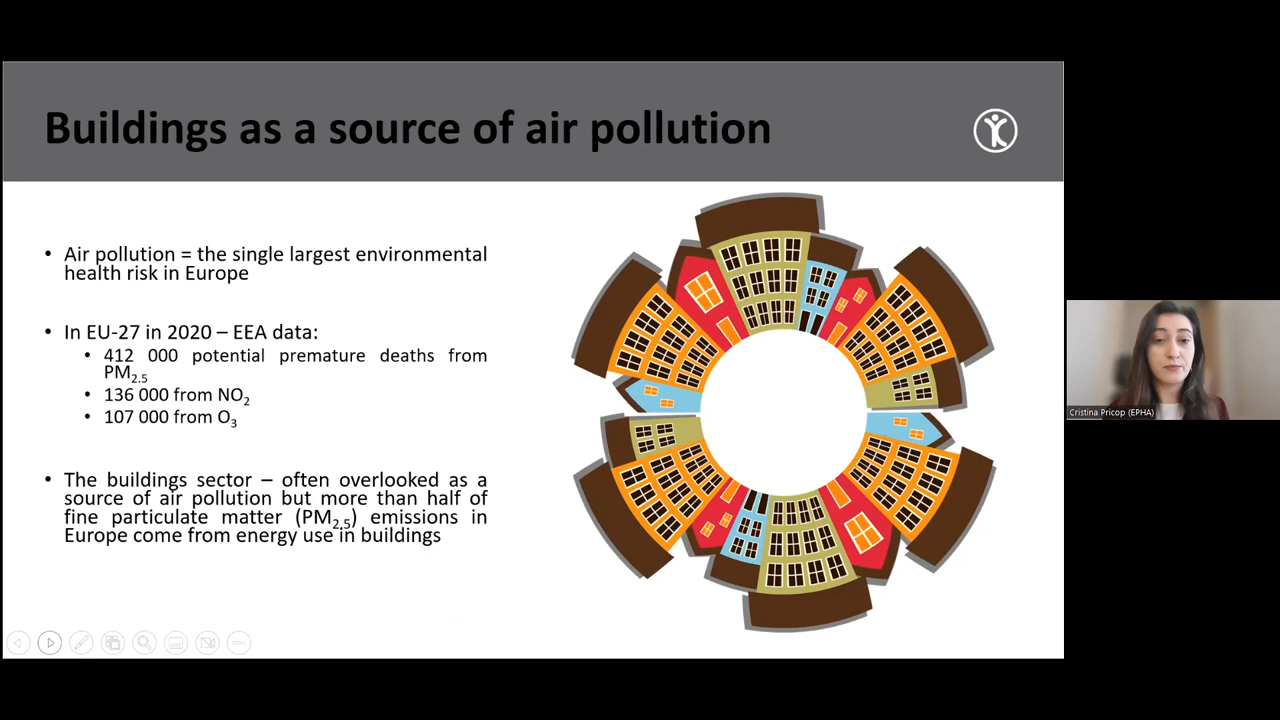 Buildings as a source of air pollution
• Air pollution = the single largest environmental
health risk in Europe
• In EU-27 in 2020 – EEA data:
• 412 000 potential premature deaths from
PM2.5
• 136 000 from NO2
• 107 000 from O3
• The buildings sector – often overlooked as a
source of air pollution but more than half of
fine particulate matter (PM2,5) emissions in
Europe come from energy use in buildings
Cristina Pricop (EPHA)